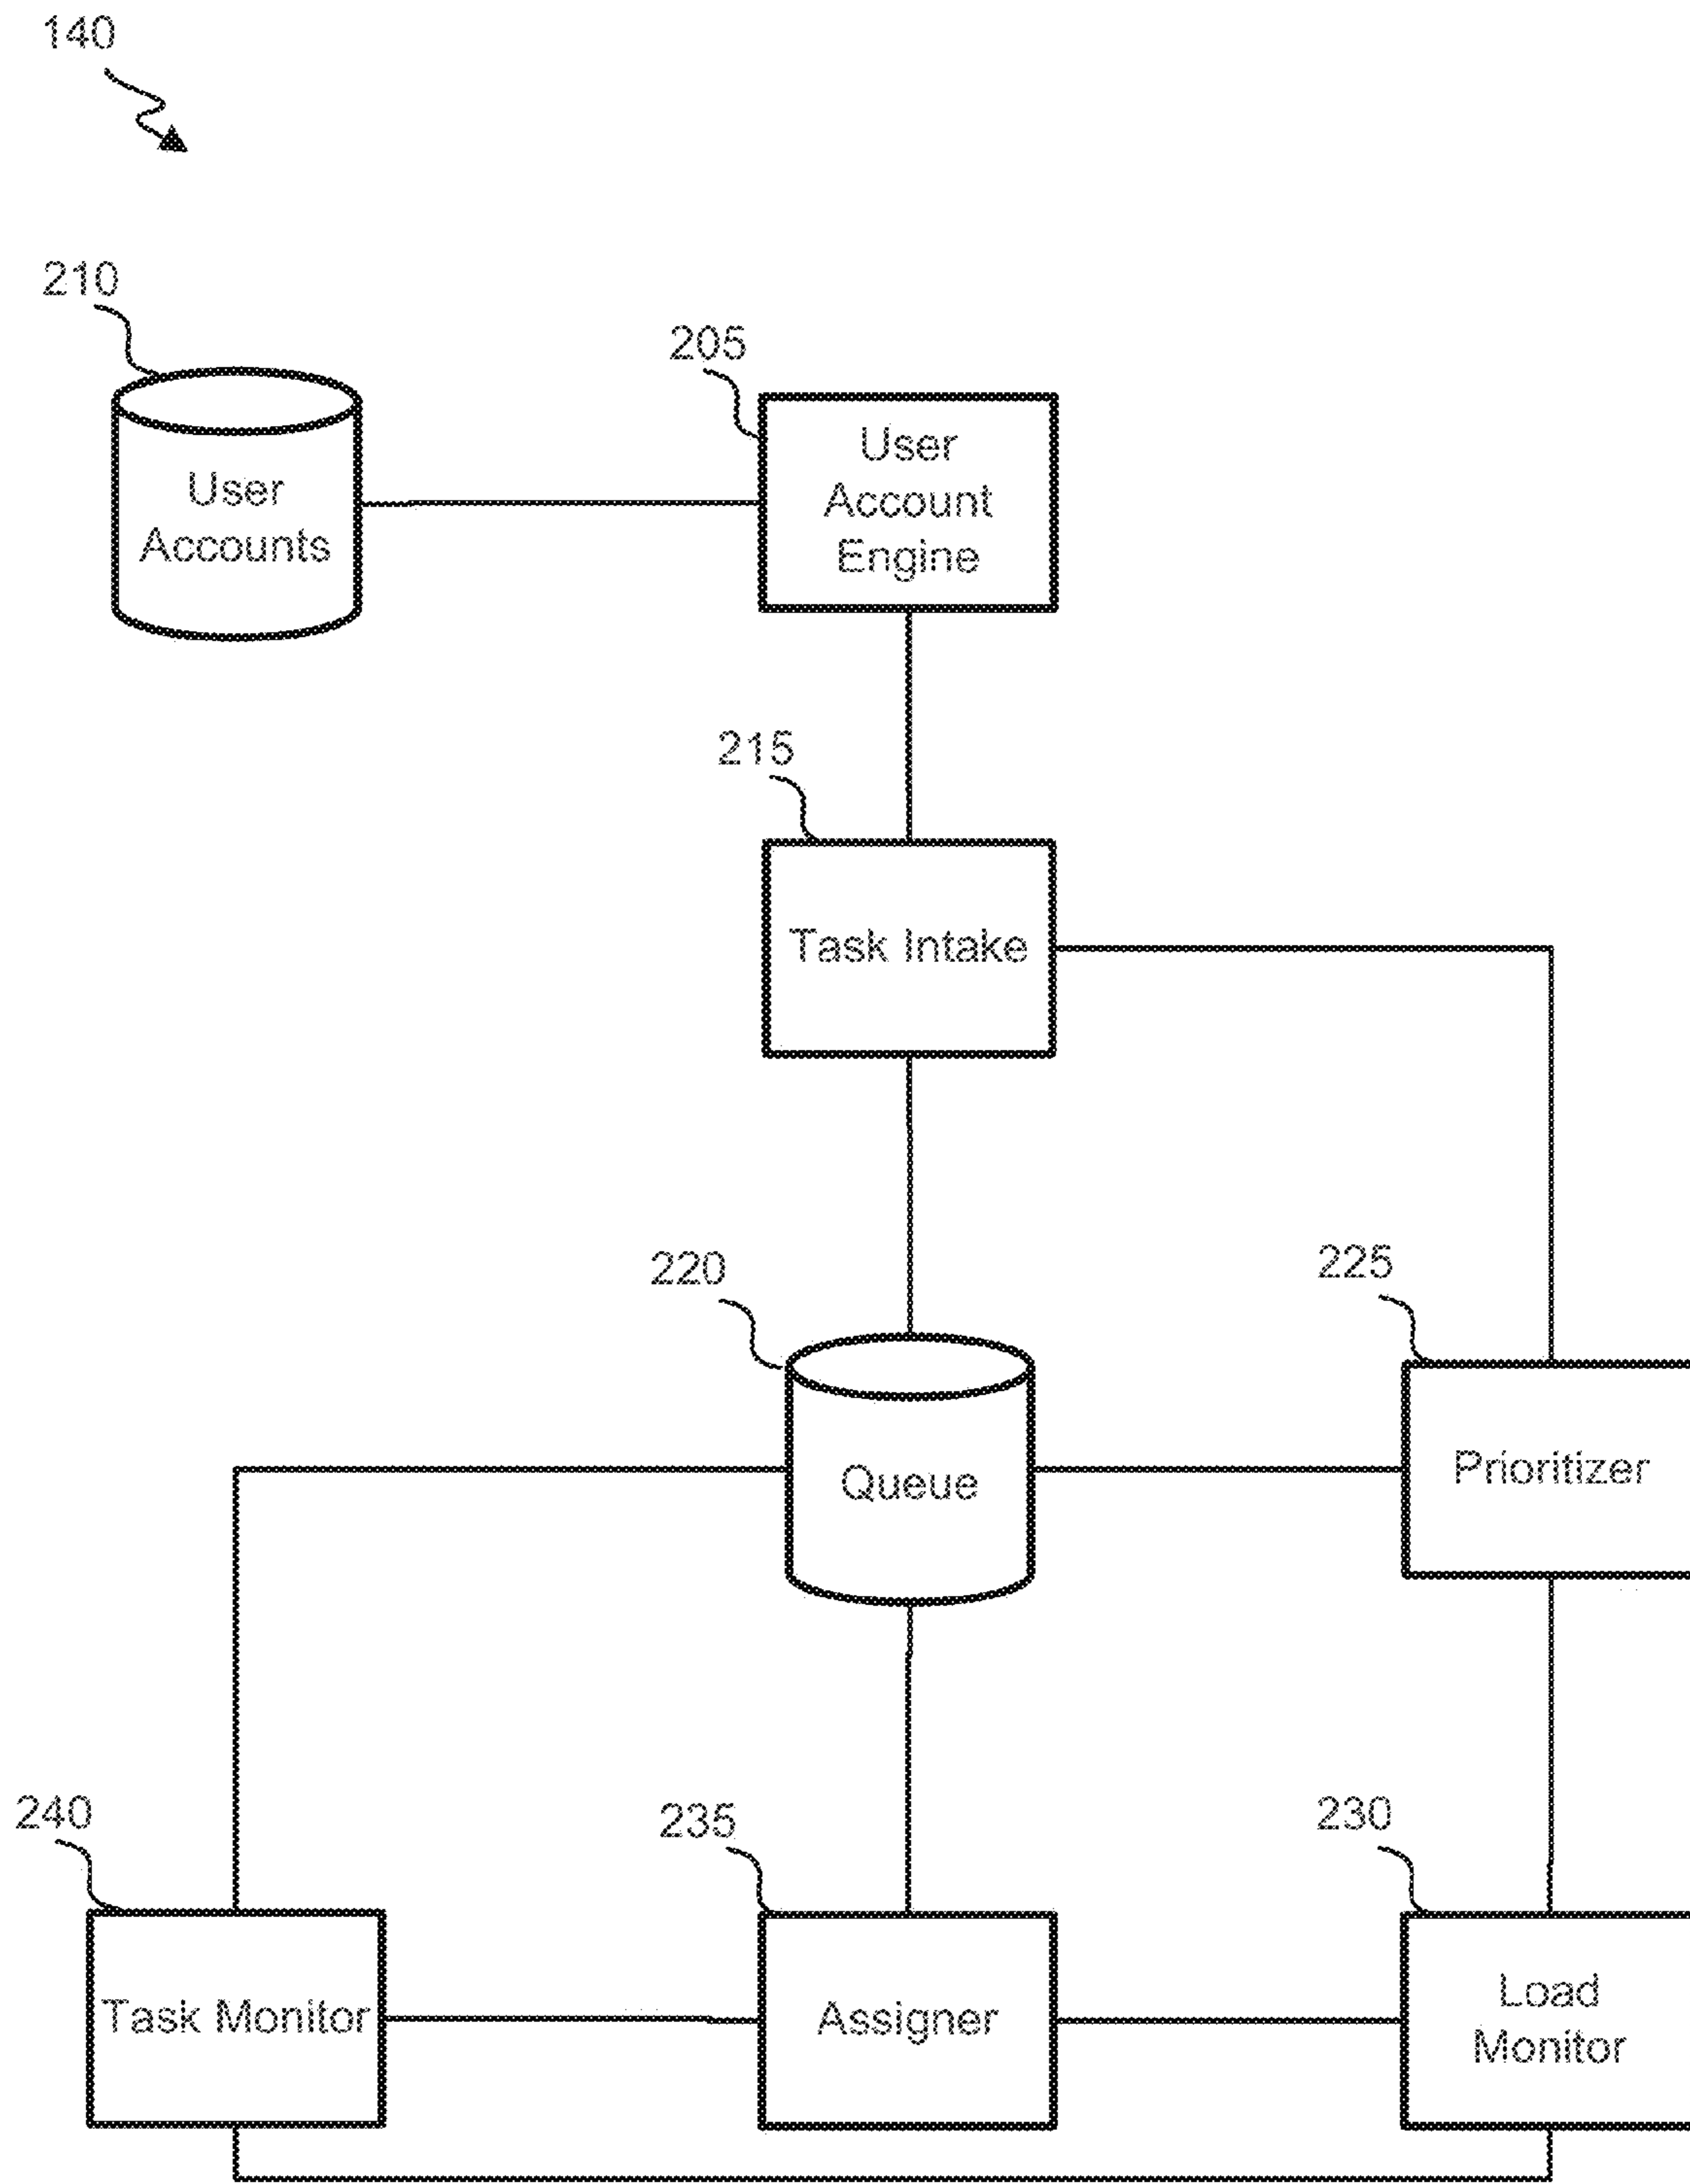 140
210
205
User
Accounts
User
Account
Engine
215
Task Intake
220
225
Queue
Prioritizer
240
235
230
Task Monitor
Assigner
Load
Monitor